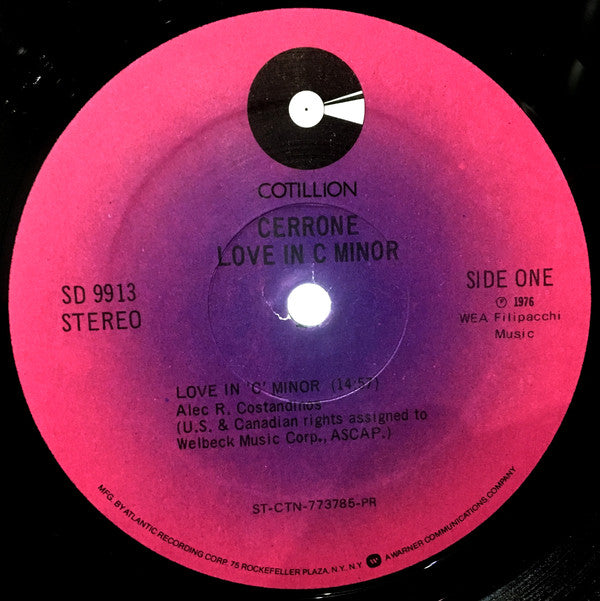 COTILLION
CERRONE
LOVE IN C MINOR
SD 9913
STEREO
SIDE ONE
℗ 1976
WEA Filipacchi
Music
LOVE IN 'C' MINOR (14:57)
Alec R. Costandinos
(U.S. & Canadian rights assigned to
Welbeck Music Corp., ASCAP.)
ST-CTN-773785-PR
MFG. BY ATLANTIC RECORDING CORP. 75 ROCKEFELLER PLAZA, N.Y. N.Y. W A WARNER COMMUNICATIONS COMPANY